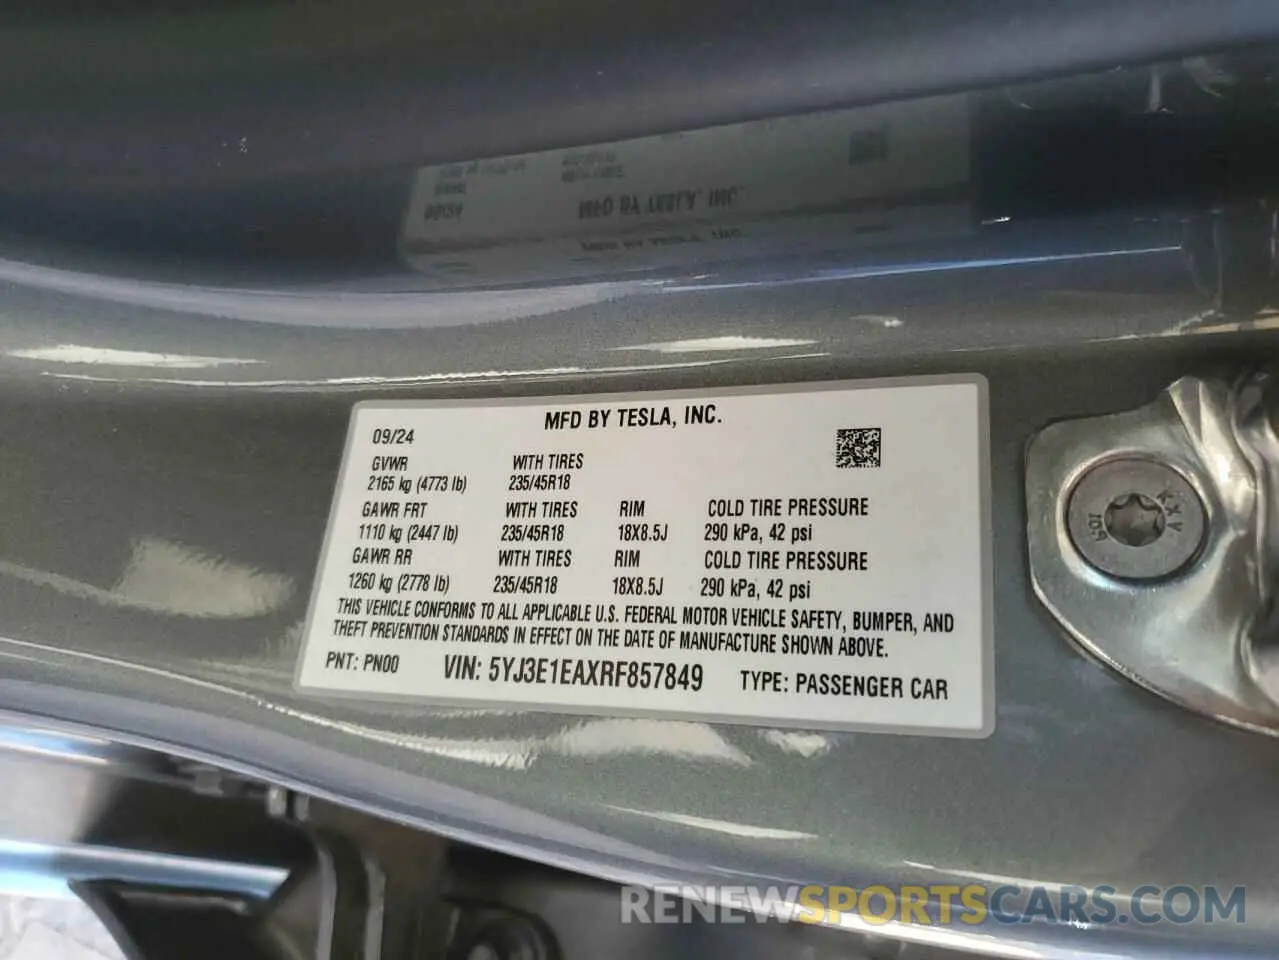 MFD BY TESLA, INC.
09/24
GVWR WITH TIRES
2165 kg (4773 lb) 235/45R18
GAWR FRT WITH TIRES RIM COLD TIRE PRESSURE
1110 kg (2447 lb) 235/45R18 18X8.5J 290 kPa, 42 psi
GAWR RR WITH TIRES RIM COLD TIRE PRESSURE
1260 kg (2778 lb) 235/45R18 18X8.5J 290 kPa, 42 psi
THIS VEHICLE CONFORMS TO ALL APPLICABLE U.S. FEDERAL MOTOR VEHICLE SAFETY, BUMPER, AND
THEFT PREVENTION STANDARDS IN EFFECT ON THE DATE OF MANUFACTURE SHOWN ABOVE.
PNT: PN00 VIN: 5YJ3E1EAXRF857849 TYPE: PASSENGER CAR
KXV
10.9
RENEWSPORTSCARS.COM